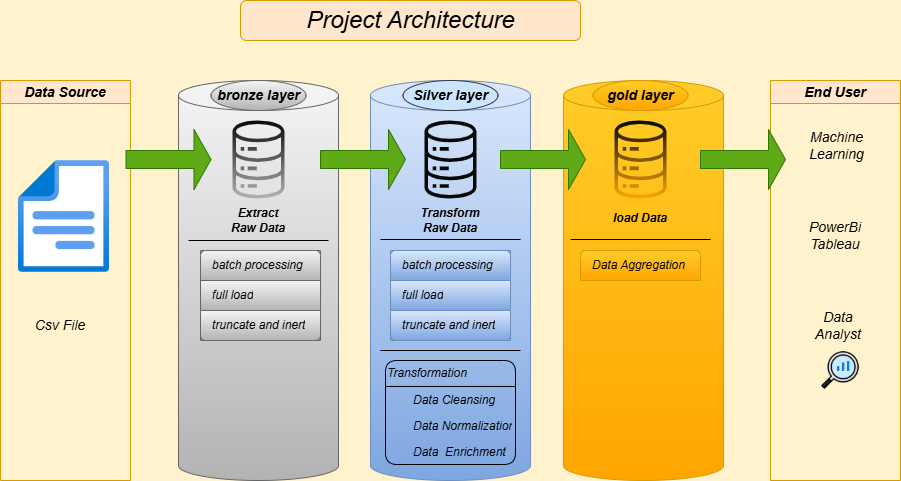 Project Architecture
Data Source
Csv File
bronze layer
Extract
Raw Data
batch processing
full load
truncate and inert
Silver layer
Transform
Raw Data
batch processing
full load
truncate and inert
Transformation
Data Cleansing
Data Normalization
Data Enrichment
gold layer
load Data
Data Aggregation
End User
Machine
Learning
PowerBi
Tableau
Data
Analyst